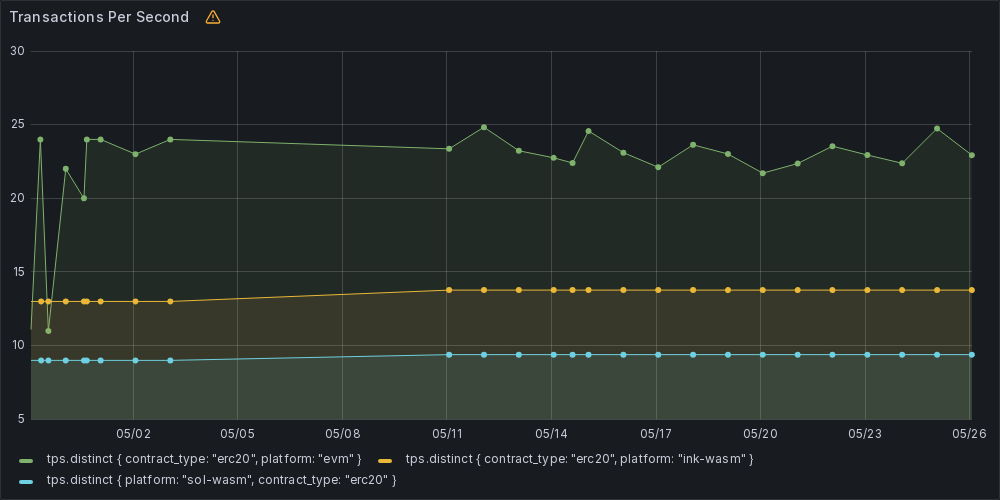 Transactions Per Second
30
25
20
15
10
5
05/02 05/05 05/08 05/11 05/14 05/17 05/20 05/23 05/26
tps.distinct { contract_type: "erc20", platform: "evm" } tps.distinct { contract_type: "erc20", platform: "ink-wasm" }
tps.distinct { platform: "sol-wasm", contract_type: "erc20" }